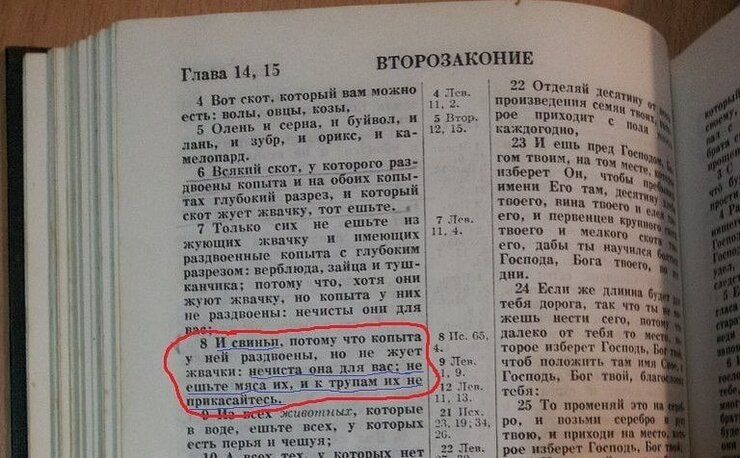 Глава 14, 15
ВТОРОЗАКОНИЕ
4 Вот скот, который вам можно
есть: волы, овцы, козы,
5 Олень и серна, и буйвол, и
лань, и зубр, и орикс, и ка-
мелопард.
6 Всякий скот, у которого раз-
двоены копыта и на обоих копы-
тах глубокий разрез, и который
скот жует жвачку, тот ешьте.
7 Только сих не ешьте из
жующих жвачку и имеющих
раздвоенные копыта с глубоким
разрезом: верблюда, зайца и туш-
канчика; потому что, хотя они
жуют жвачку, но копыта у них
не раздвоены: нечисты они для
вас;
8 И свиньи, потому что копыта
у ней раздвоены, но не жует
жвачки: нечиста она для вас; не
ешьте мяса их, и к трупам их не
прикасайтесь.
9 Из всех животных, которые
в воде, ешьте всех, у которых
есть перья и чешуя;
10 А всех тех, у которых нет
4 Лев.
11, 2.
5 Втор.
12, 15.
7 Лев.
11, 4.
8 Ис. 65,
4.
9 Лев.
9.
12 Лев.
11, 13.
21 Исх.
23, 19; 34,
26.
22 Лев.
22 Отделяй десятину от
произведения семян твоих,
рое приходит с поля
каждогодно,
23 И ешь пред Господом,
гом твоим, на том месте,
изберет Он, чтобы
имени Его там, десятину
твоего, вина твоего и елея
его, и первенцев крупного
твоего и мелкого скота
его, дабы ты научился
Господа, Бога твоего,
дни.
24 Если же длинна будет
тебя дорога, так что ты не
жешь нести сего, потому
далеко от тебя то место,
рое изберет Господь, Бог
чтоб положить там имя
Господь, Бог твой,
тебя:
25 То променяй это на се-
ро, и возьми серебро в ру
твою, и приходи на место,
рое изберет Господь, Бог